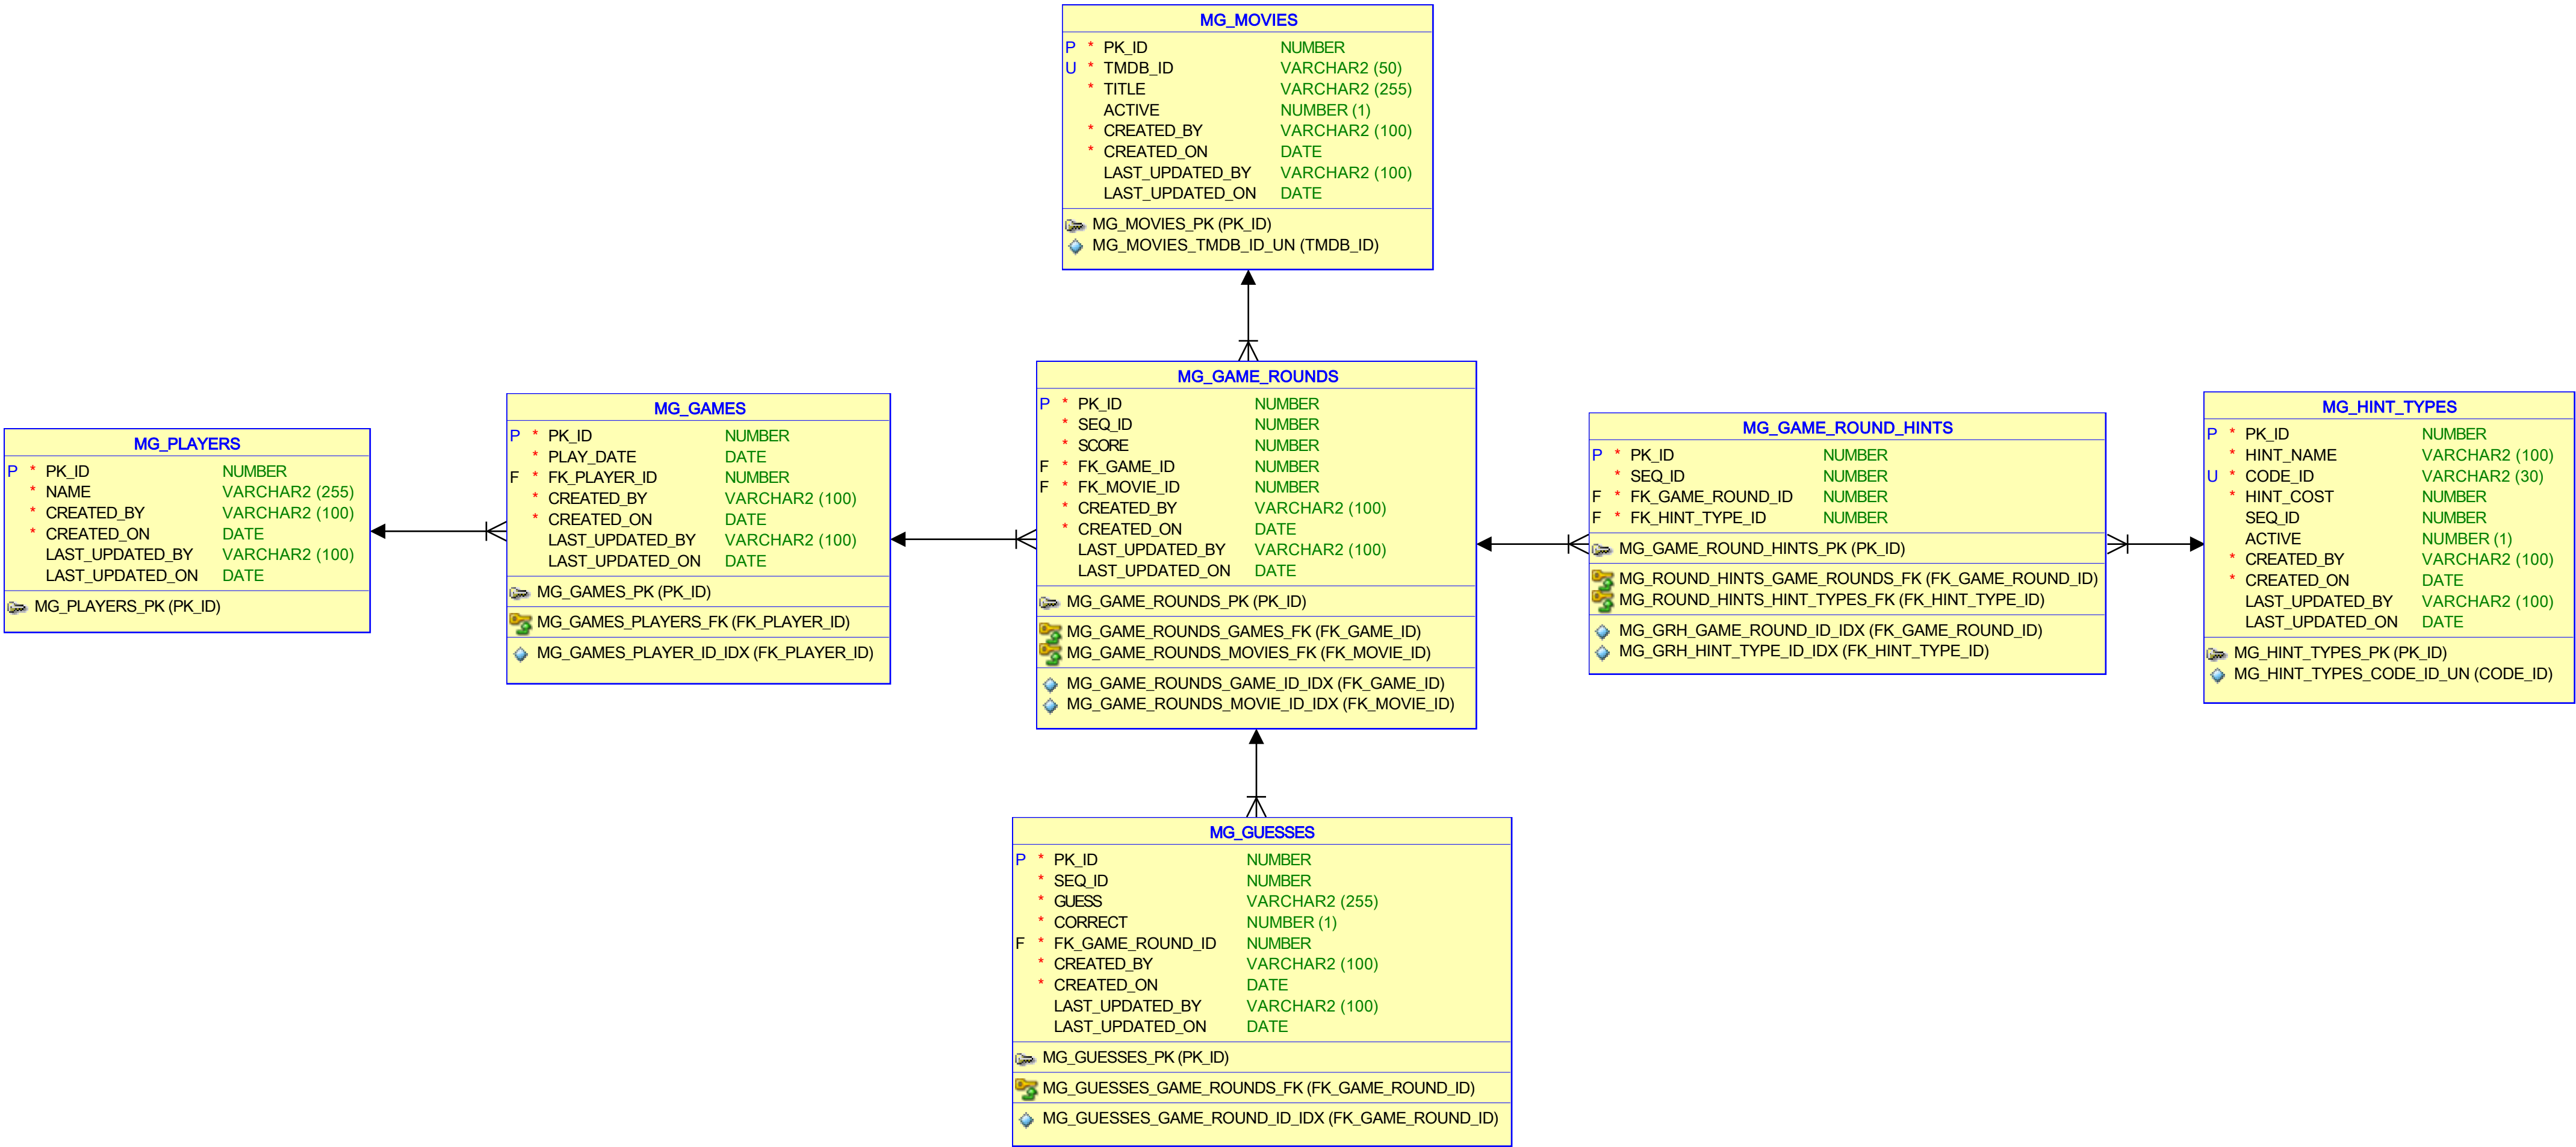 MG_MOVIES
P * PK_ID NUMBER
U * TMDB_ID VARCHAR2 (50)
* TITLE VARCHAR2 (255)
ACTIVE NUMBER (1)
* CREATED_BY VARCHAR2 (100)
* CREATED_ON DATE
LAST_UPDATED_BY VARCHAR2 (100)
LAST_UPDATED_ON DATE
MG_MOVIES_PK (PK_ID)
MG_MOVIES_TMDB_ID_UN (TMDB_ID)
MG_PLAYERS
P * PK_ID NUMBER
* NAME VARCHAR2 (255)
* CREATED_BY VARCHAR2 (100)
* CREATED_ON DATE
LAST_UPDATED_BY VARCHAR2 (100)
LAST_UPDATED_ON DATE
MG_PLAYERS_PK (PK_ID)
MG_GAMES
P * PK_ID NUMBER
* PLAY_DATE DATE
F * FK_PLAYER_ID NUMBER
* CREATED_BY VARCHAR2 (100)
* CREATED_ON DATE
LAST_UPDATED_BY VARCHAR2 (100)
LAST_UPDATED_ON DATE
MG_GAMES_PK (PK_ID)
MG_GAMES_PLAYERS_FK (FK_PLAYER_ID)
MG_GAMES_PLAYER_ID_IDX (FK_PLAYER_ID)
MG_GAME_ROUNDS
P * PK_ID NUMBER
* SEQ_ID NUMBER
* SCORE NUMBER
F * FK_GAME_ID NUMBER
F * FK_MOVIE_ID NUMBER
* CREATED_BY VARCHAR2 (100)
* CREATED_ON DATE
LAST_UPDATED_BY VARCHAR2 (100)
LAST_UPDATED_ON DATE
MG_GAME_ROUNDS_PK (PK_ID)
MG_GAME_ROUNDS_GAMES_FK (FK_GAME_ID)
MG_GAME_ROUNDS_MOVIES_FK (FK_MOVIE_ID)
MG_GAME_ROUNDS_GAME_ID_IDX (FK_GAME_ID)
MG_GAME_ROUNDS_MOVIE_ID_IDX (FK_MOVIE_ID)
MG_GAME_ROUND_HINTS
P * PK_ID NUMBER
* SEQ_ID NUMBER
F * FK_GAME_ROUND_ID NUMBER
F * FK_HINT_TYPE_ID NUMBER
MG_GAME_ROUND_HINTS_PK (PK_ID)
MG_ROUND_HINTS_GAME_ROUNDS_FK (FK_GAME_ROUND_ID)
MG_ROUND_HINTS_HINT_TYPES_FK (FK_HINT_TYPE_ID)
MG_GRH_GAME_ROUND_ID_IDX (FK_GAME_ROUND_ID)
MG_GRH_HINT_TYPE_ID_IDX (FK_HINT_TYPE_ID)
MG_HINT_TYPES
P * PK_ID NUMBER
* HINT_NAME VARCHAR2 (100)
U * CODE_ID VARCHAR2 (30)
* HINT_COST NUMBER
SEQ_ID NUMBER
ACTIVE NUMBER (1)
* CREATED_BY VARCHAR2 (100)
* CREATED_ON DATE
LAST_UPDATED_BY VARCHAR2 (100)
LAST_UPDATED_ON DATE
MG_HINT_TYPES_PK (PK_ID)
MG_HINT_TYPES_CODE_ID_UN (CODE_ID)
MG_GUESSES
P * PK_ID NUMBER
* SEQ_ID NUMBER
* GUESS VARCHAR2 (255)
* CORRECT NUMBER (1)
F * FK_GAME_ROUND_ID NUMBER
* CREATED_BY VARCHAR2 (100)
* CREATED_ON DATE
LAST_UPDATED_BY VARCHAR2 (100)
LAST_UPDATED_ON DATE
MG_GUESSES_PK (PK_ID)
MG_GUESSES_GAME_ROUNDS_FK (FK_GAME_ROUND_ID)
MG_GUESSES_GAME_ROUND_ID_IDX (FK_GAME_ROUND_ID)